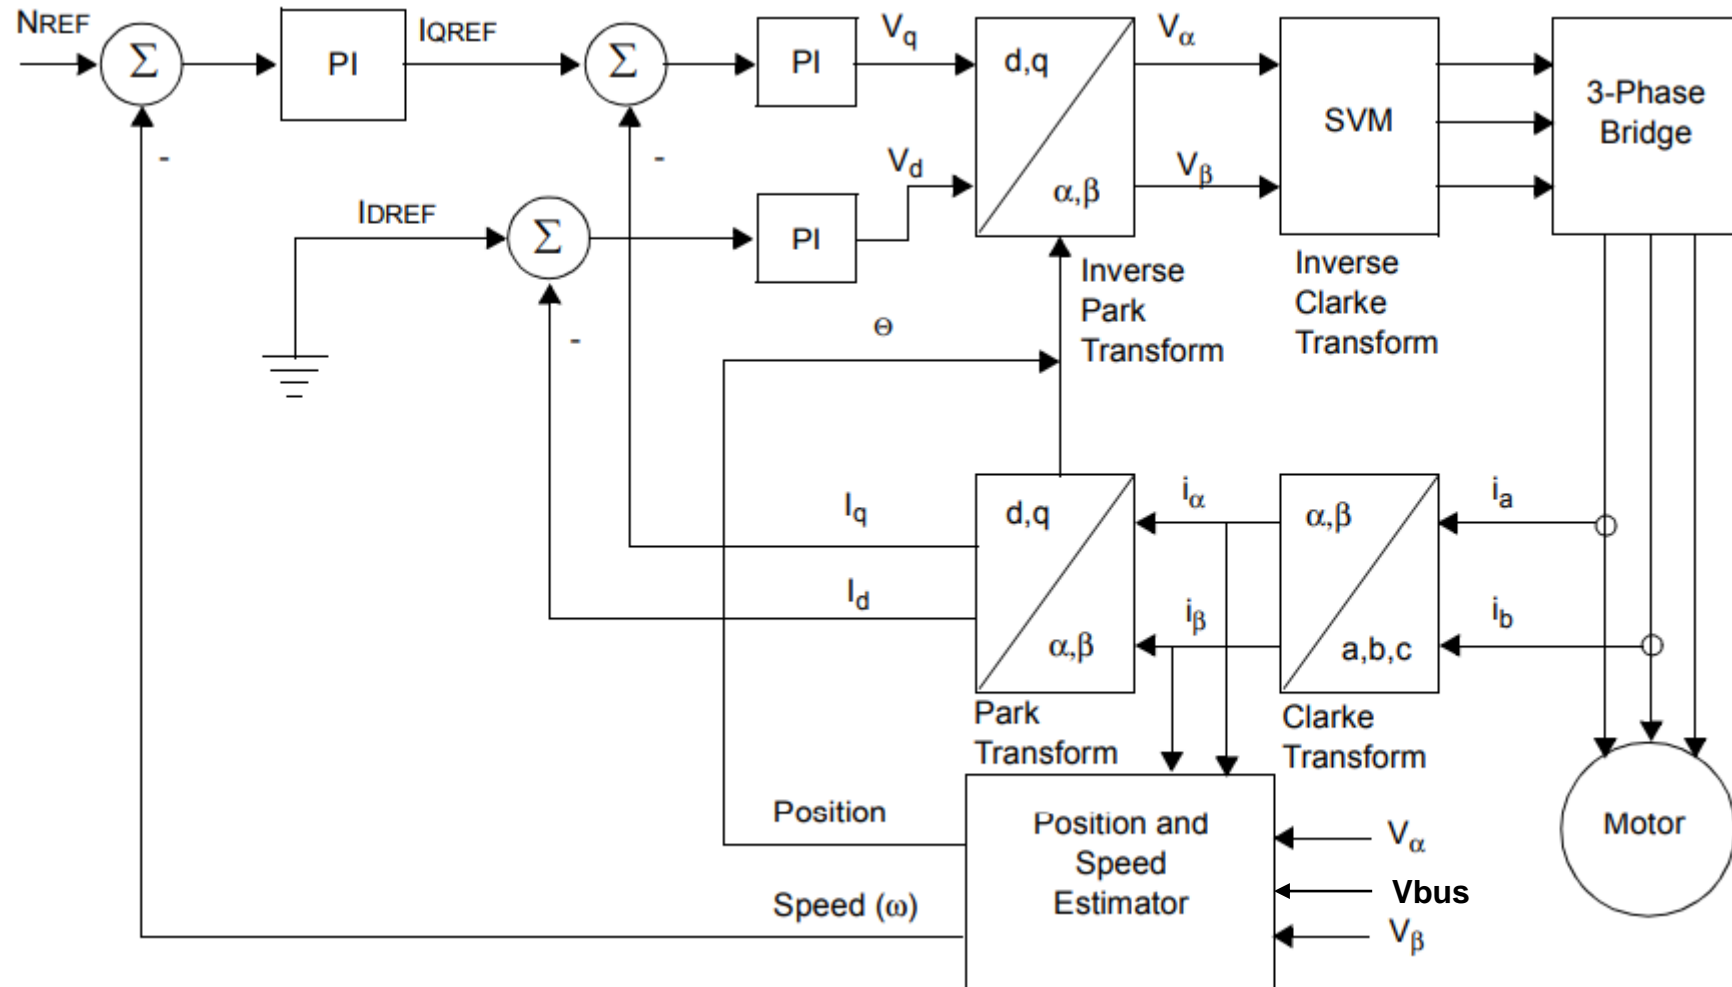 NREF
Σ
PI
IQREF
Σ
PI
Vq
d,q
α,β
Vα
Vβ
SVM
3-Phase
Bridge
IDREF
Σ
PI
Vd
Inverse
Park
Transform
Inverse
Clarke
Transform
-
-
-
Θ
Iq
Id
d,q
α,β
iα
iβ
α,β
a,b,c
ia
ib
Park
Transform
Clarke
Transform
Position
Speed (ω)
Position and
Speed
Estimator
Vα
Vbus
Vβ
Motor